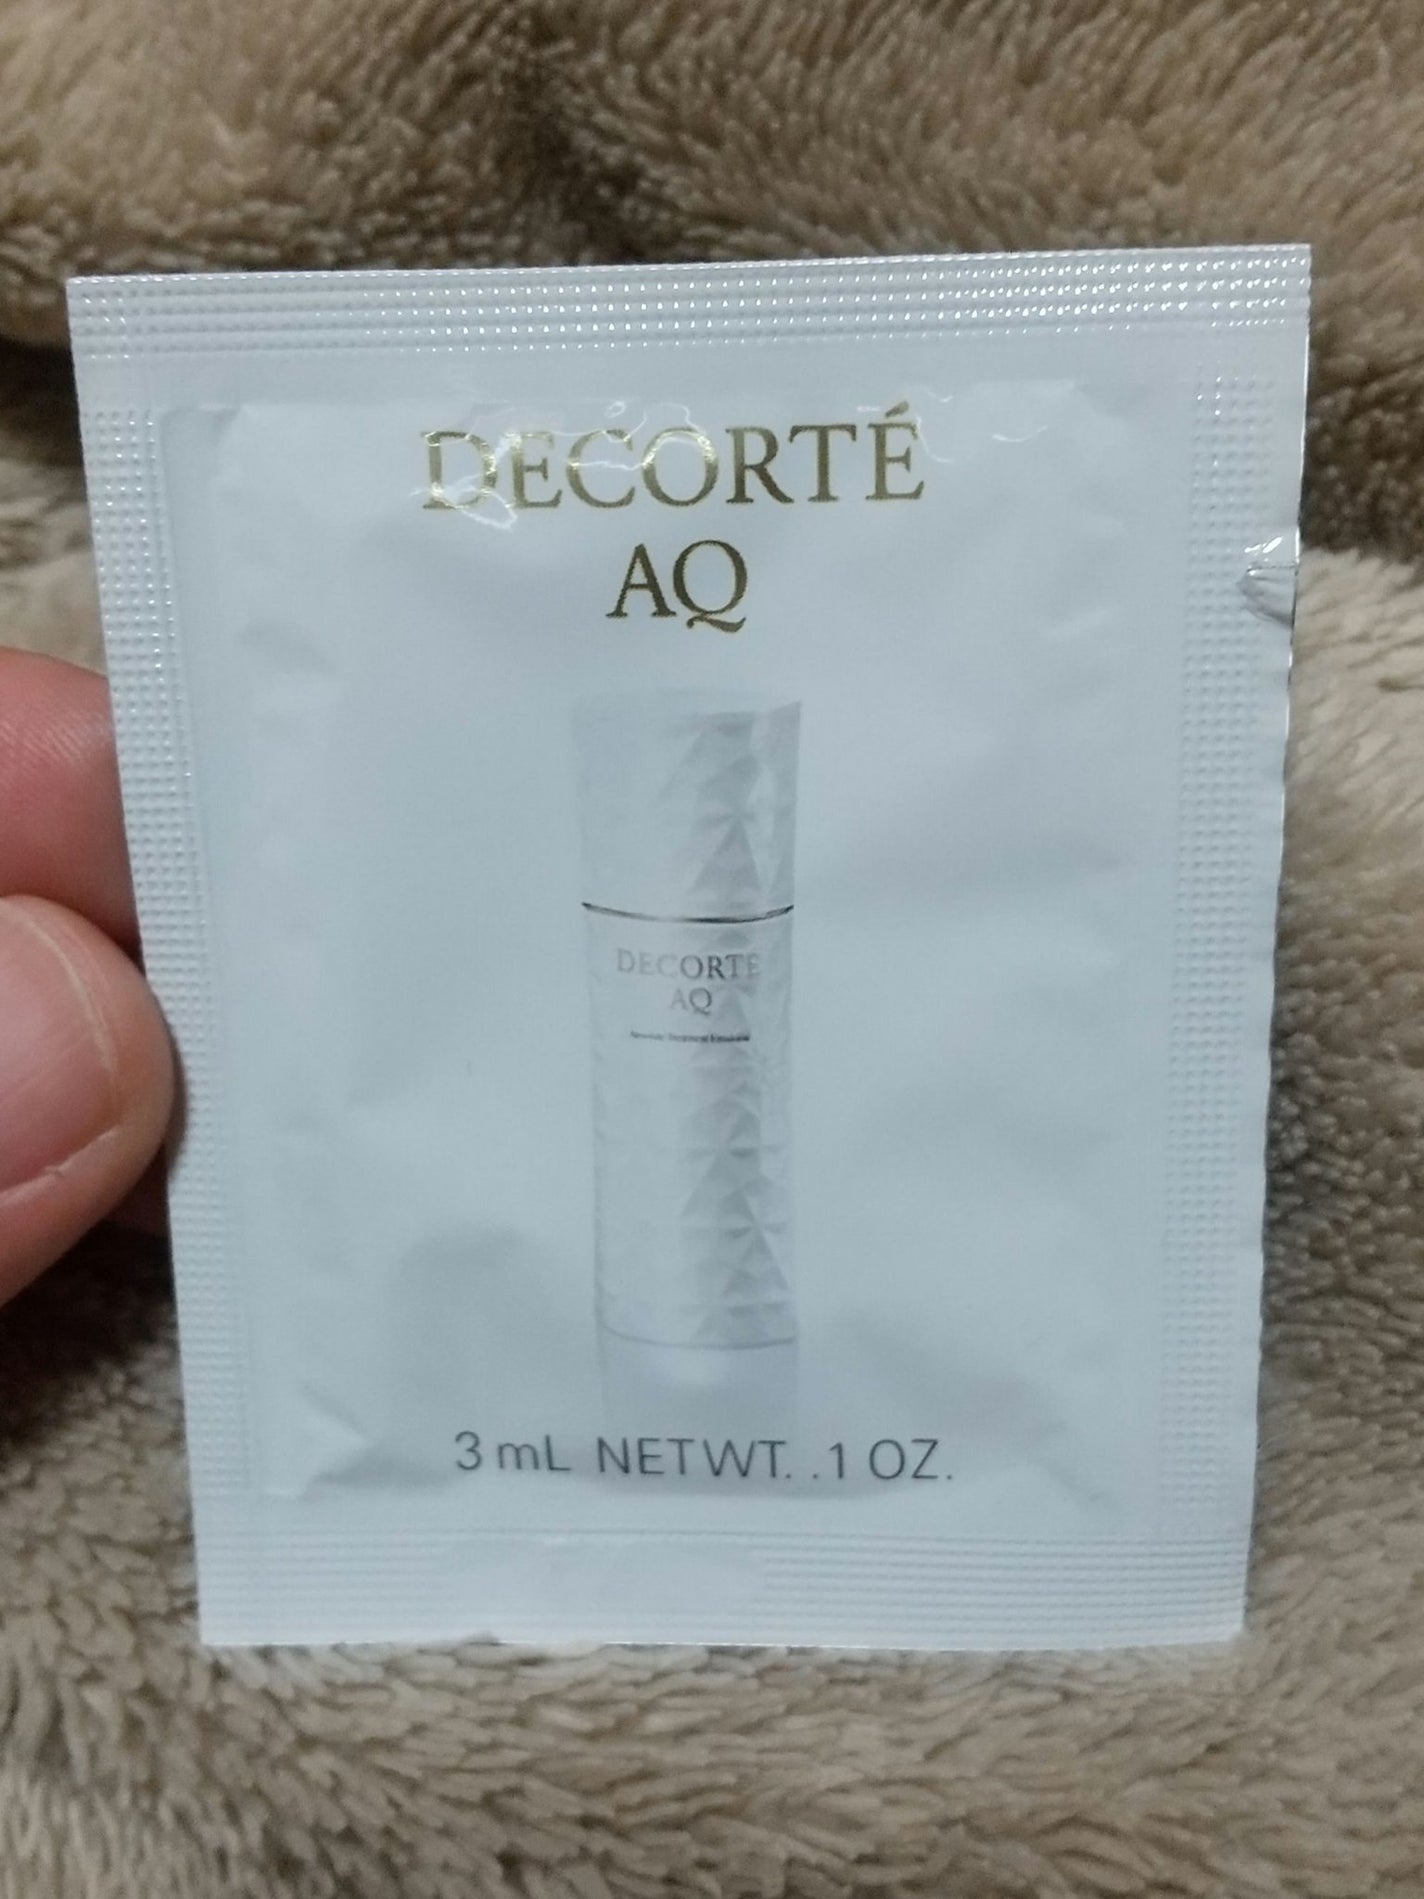 DECORTÉ
AQ
DECORTÉ
AQ
3 mL NET WT. .1 OZ.